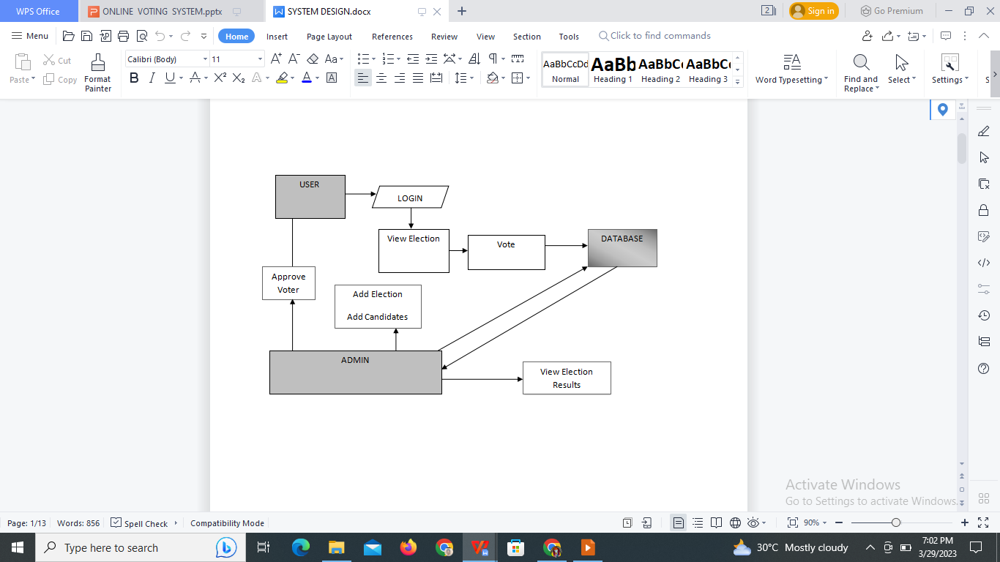 WPS Office
ONLINE VOTING SYSTEM.pptx
SYSTEM DESIGN.docx
2
Sign in
Go Premium
Menu
Home
Insert
Page Layout
References
Review
View
Section
Tools
Click to find commands
Paste
Cut
Copy
Format
Painter
Calibri (Body)
11
AaBbCcDd
Normal
AaBb
Heading 1
AaBbC
Heading 2
AaBbC
Heading 3
Word Typesetting
Find and
Replace
Select
Settings
S
USER
LOGIN
View Election
Vote
DATABASE
Approve
Voter
Add Election
Add Candidates
ADMIN
View Election
Results
Activate Windows
Go to Settings to activate Windows.
Page: 1/13
Words: 856
Spell Check
Compatibility Mode
90%
Type here to search
30°C Mostly cloudy
7:02 PM
3/29/2023